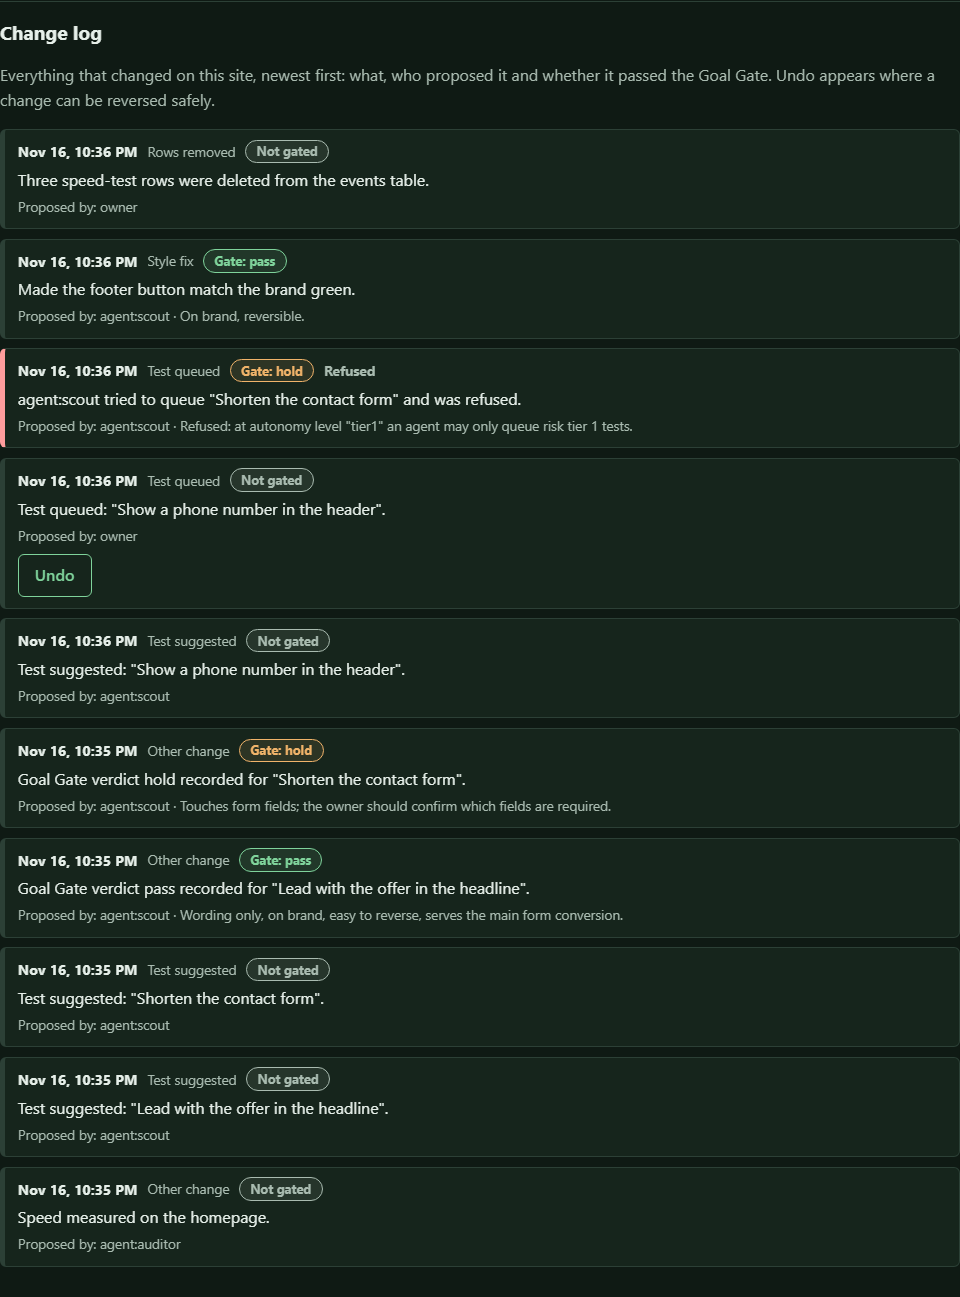 Change log
Everything that changed on this site, newest first: what, who proposed it and whether it passed the Goal Gate. Undo appears where a
change can be reversed safely.
Nov 16, 10:36 PM Rows removed Not gated
Three speed-test rows were deleted from the events table.
Proposed by: owner
Nov 16, 10:36 PM Style fix Gate: pass
Made the footer button match the brand green.
Proposed by: agent:scout · On brand, reversible.
Nov 16, 10:36 PM Test queued Gate: hold Refused
agent:scout tried to queue "Shorten the contact form" and was refused.
Proposed by: agent:scout · Refused: at autonomy level "tier1" an agent may only queue risk tier 1 tests.
Nov 16, 10:36 PM Test queued Not gated
Test queued: "Show a phone number in the header".
Proposed by: owner
Undo
Nov 16, 10:36 PM Test suggested Not gated
Test suggested: "Show a phone number in the header".
Proposed by: agent:scout
Nov 16, 10:35 PM Other change Gate: hold
Goal Gate verdict hold recorded for "Shorten the contact form".
Proposed by: agent:scout · Touches form fields; the owner should confirm which fields are required.
Nov 16, 10:35 PM Other change Gate: pass
Goal Gate verdict pass recorded for "Lead with the offer in the headline".
Proposed by: agent:scout · Wording only, on brand, easy to reverse, serves the main form conversion.
Nov 16, 10:35 PM Test suggested Not gated
Test suggested: "Shorten the contact form".
Proposed by: agent:scout
Nov 16, 10:35 PM Test suggested Not gated
Test suggested: "Lead with the offer in the headline".
Proposed by: agent:scout
Nov 16, 10:35 PM Other change Not gated
Speed measured on the homepage.
Proposed by: agent:auditor